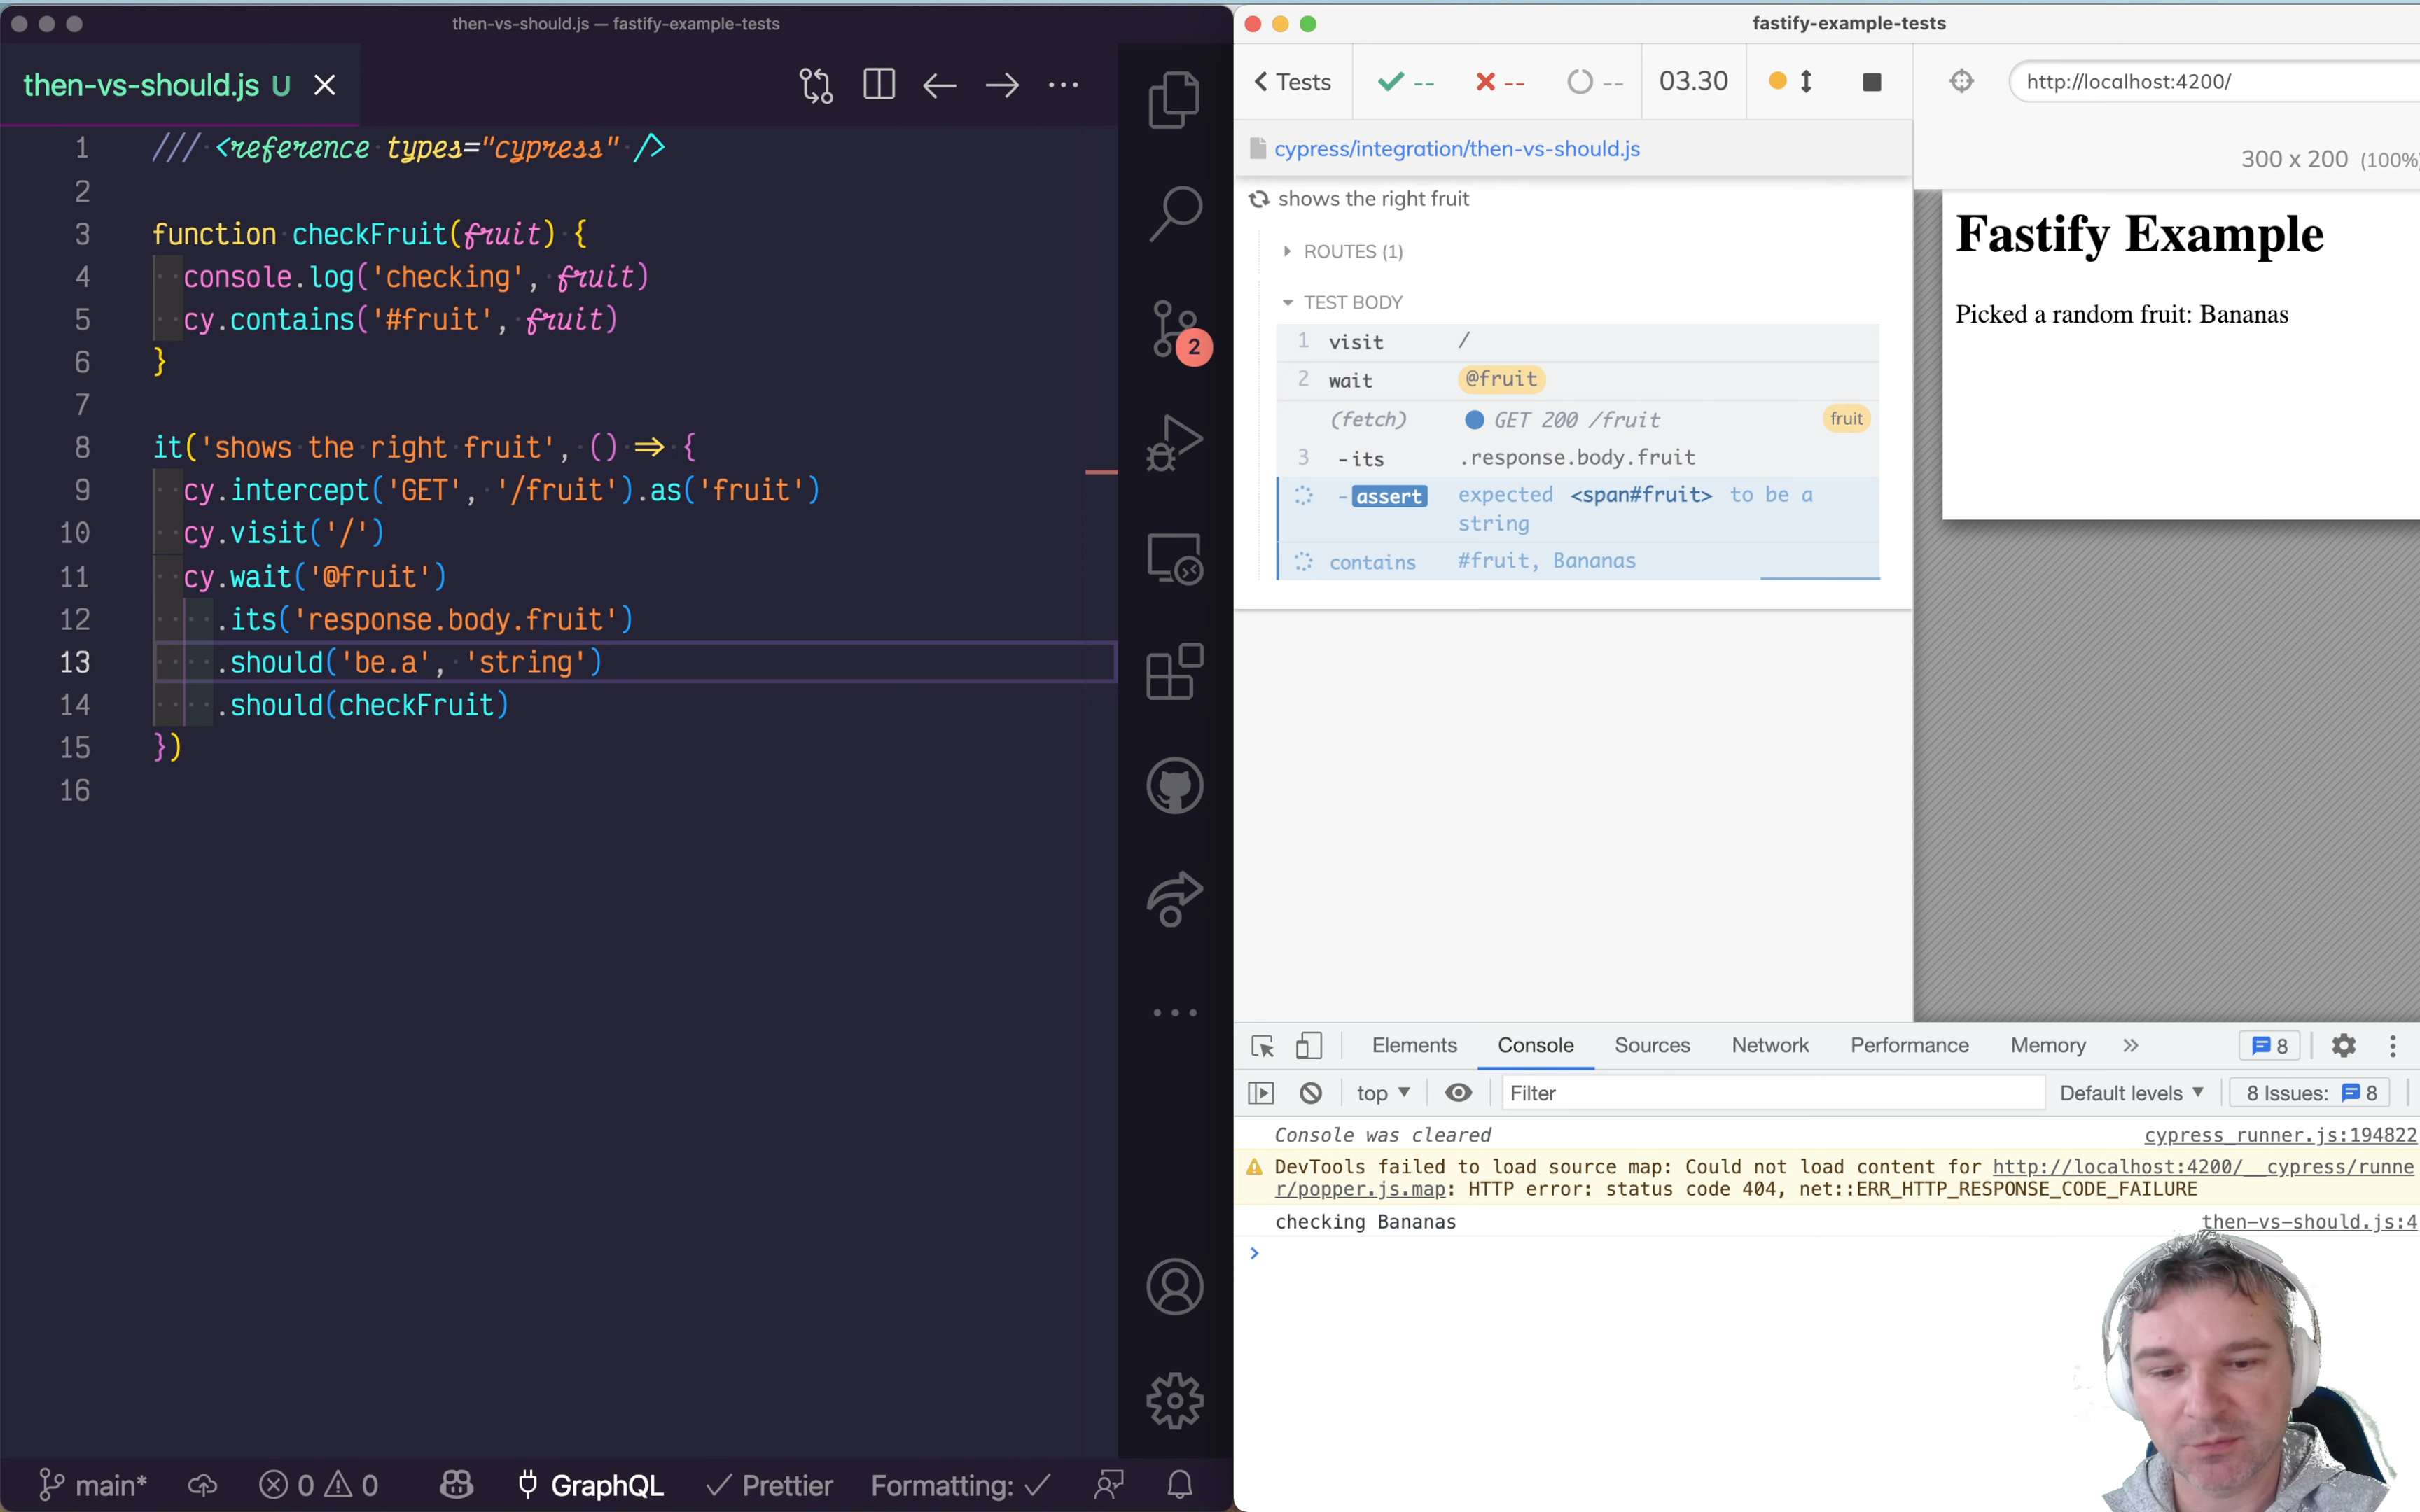 then-vs-should.js — fastify-example-tests
then-vs-should.js U
1 /// <reference types="cypress" />
2
3 function checkFruit(fruit) {
4 console.log('checking', fruit)
5 cy.contains('#fruit', fruit)
6 }
7
8 it('shows the right fruit', () => {
9 cy.intercept('GET', '/fruit').as('fruit')
10 cy.visit('/')
11 cy.wait('@fruit')
12 .its('response.body.fruit')
13 .should('be.a', 'string')
14 .should(checkFruit)
15 })
16
2
main* 0 0 GraphQL Prettier Formatting:
fastify-example-tests
Tests -- -- -- 03.30 http://localhost:4200/
300 x 200 (100%)
cypress/integration/then-vs-should.js
shows the right fruit
ROUTES (1)
TEST BODY
1 visit /
2 wait @fruit
(fetch) GET 200 /fruit fruit
3 -its .response.body.fruit
-assert expected <span#fruit> to be a
string
contains #fruit, Bananas
Fastify Example
Picked a random fruit: Bananas
Elements Console Sources Network Performance Memory » 8
top Filter Default levels 8 Issues: 8
Console was cleared cypress_runner.js:194822
DevTools failed to load source map: Could not load content for http://localhost:4200/__cypress/runne
r/popper.js.map: HTTP error: status code 404, net::ERR_HTTP_RESPONSE_CODE_FAILURE
checking Bananas then-vs-should.js:4